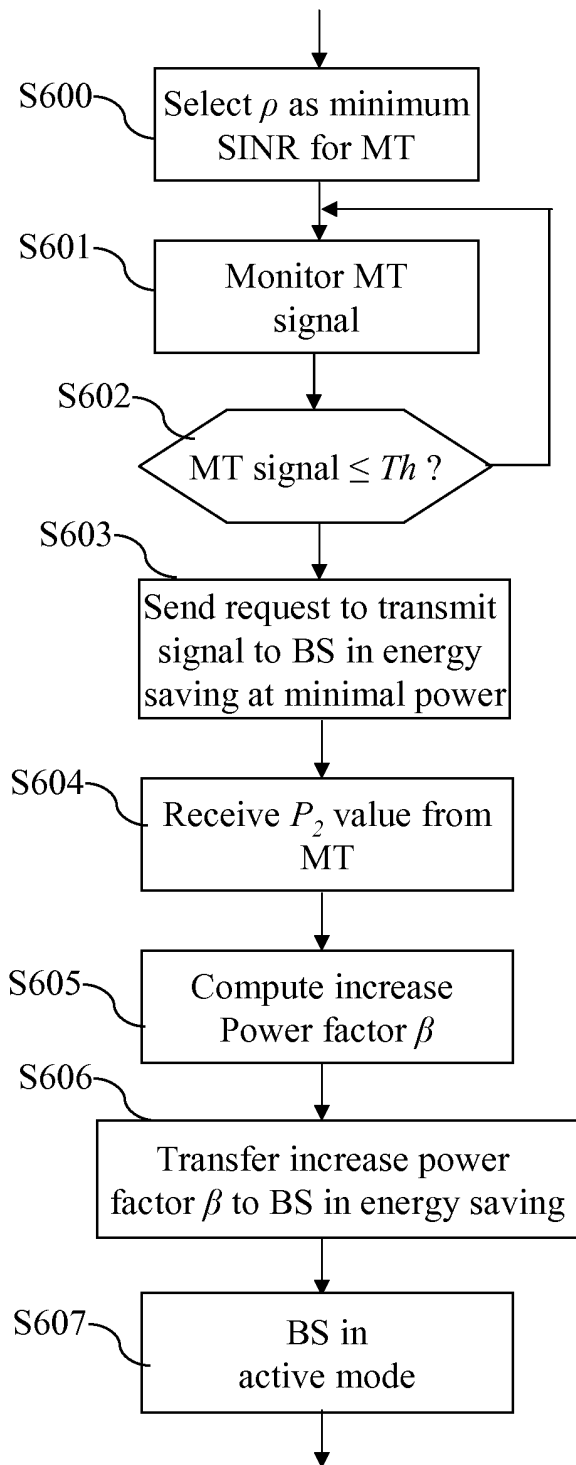 S600
Select ρ as minimum
SINR for MT
S601
Monitor MT
signal
S602
MT signal ≤ Th ?
S603
Send request to transmit
signal to BS in energy
saving at minimal power
S604
Receive P₂ value from
MT
S605
Compute increase
Power factor β
S606
Transfer increase power
factor β to BS in energy saving
S607
BS in
active mode